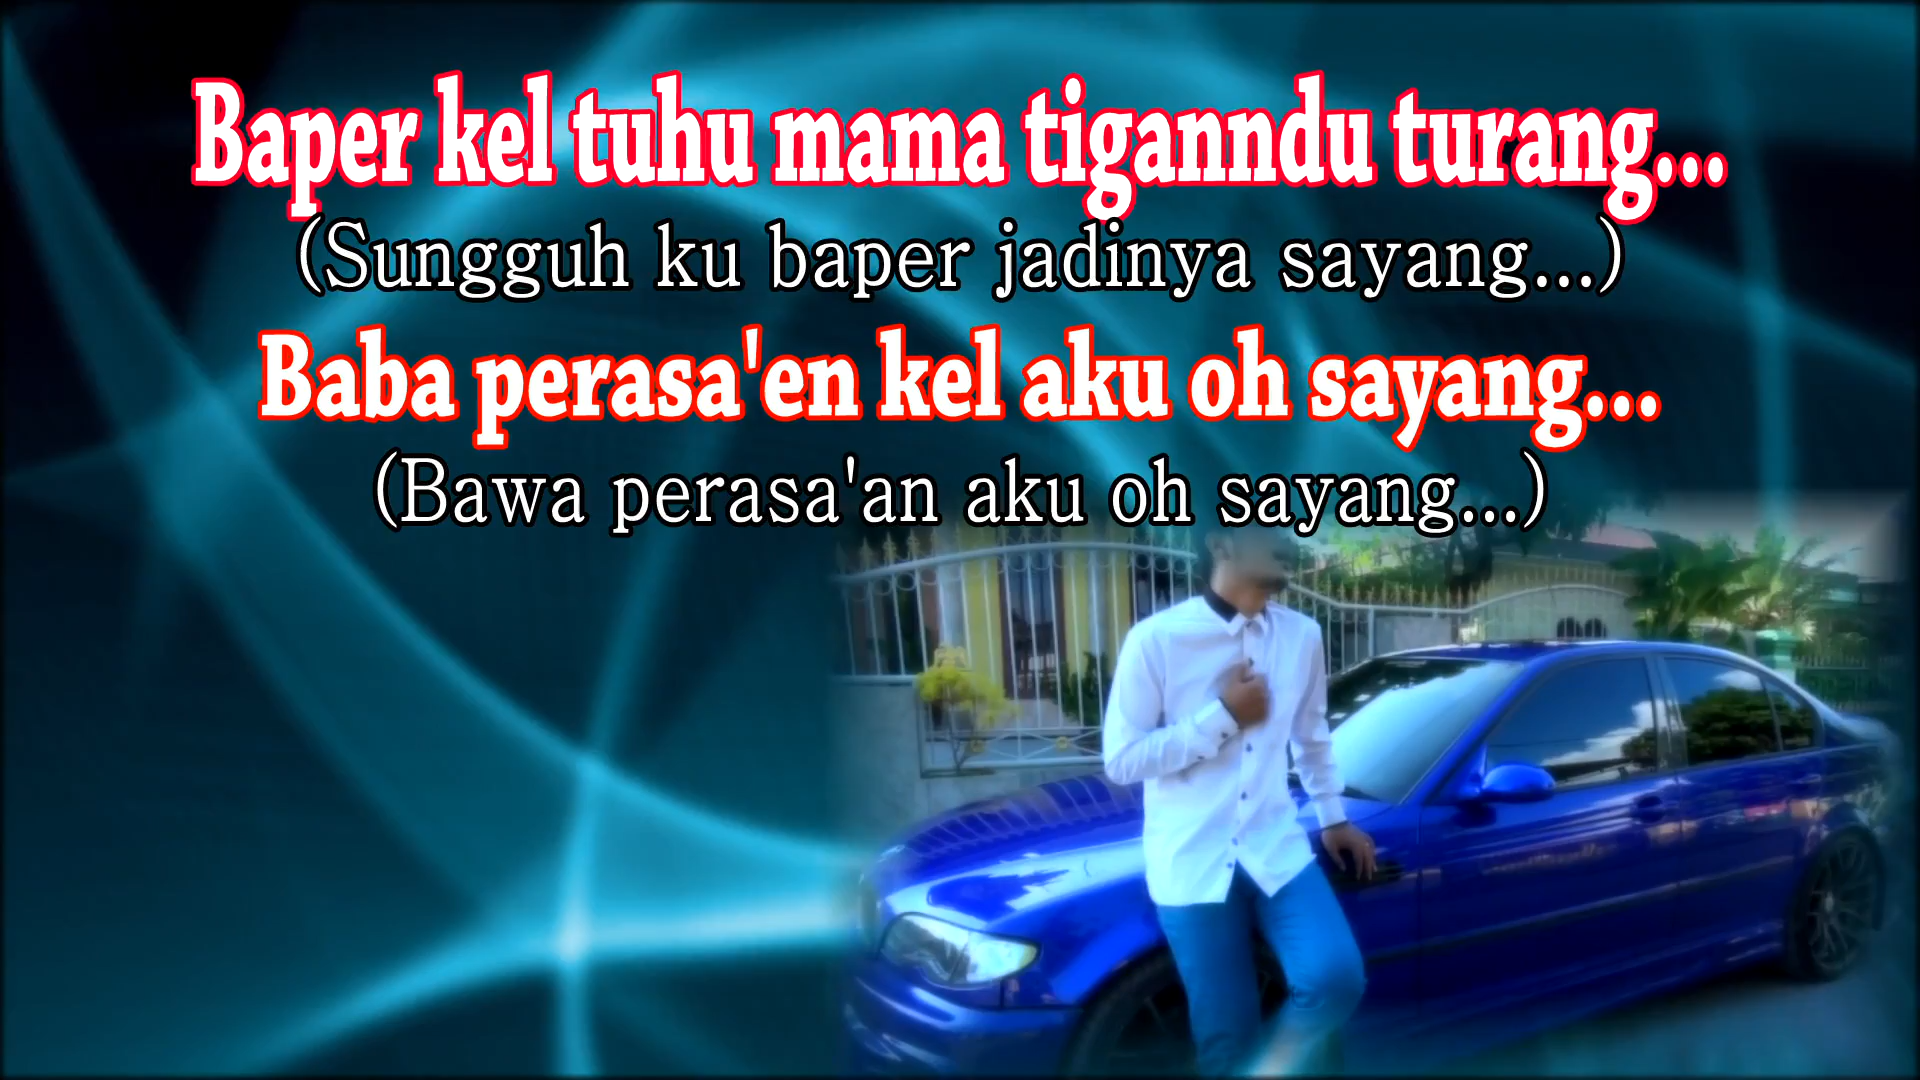 Baper kel tuhu mama tiganndu turang...
(Sungguh ku baper jadinya sayang...)
Baba perasa'en kel aku oh sayang...
(Bawa perasa'an aku oh sayang...)